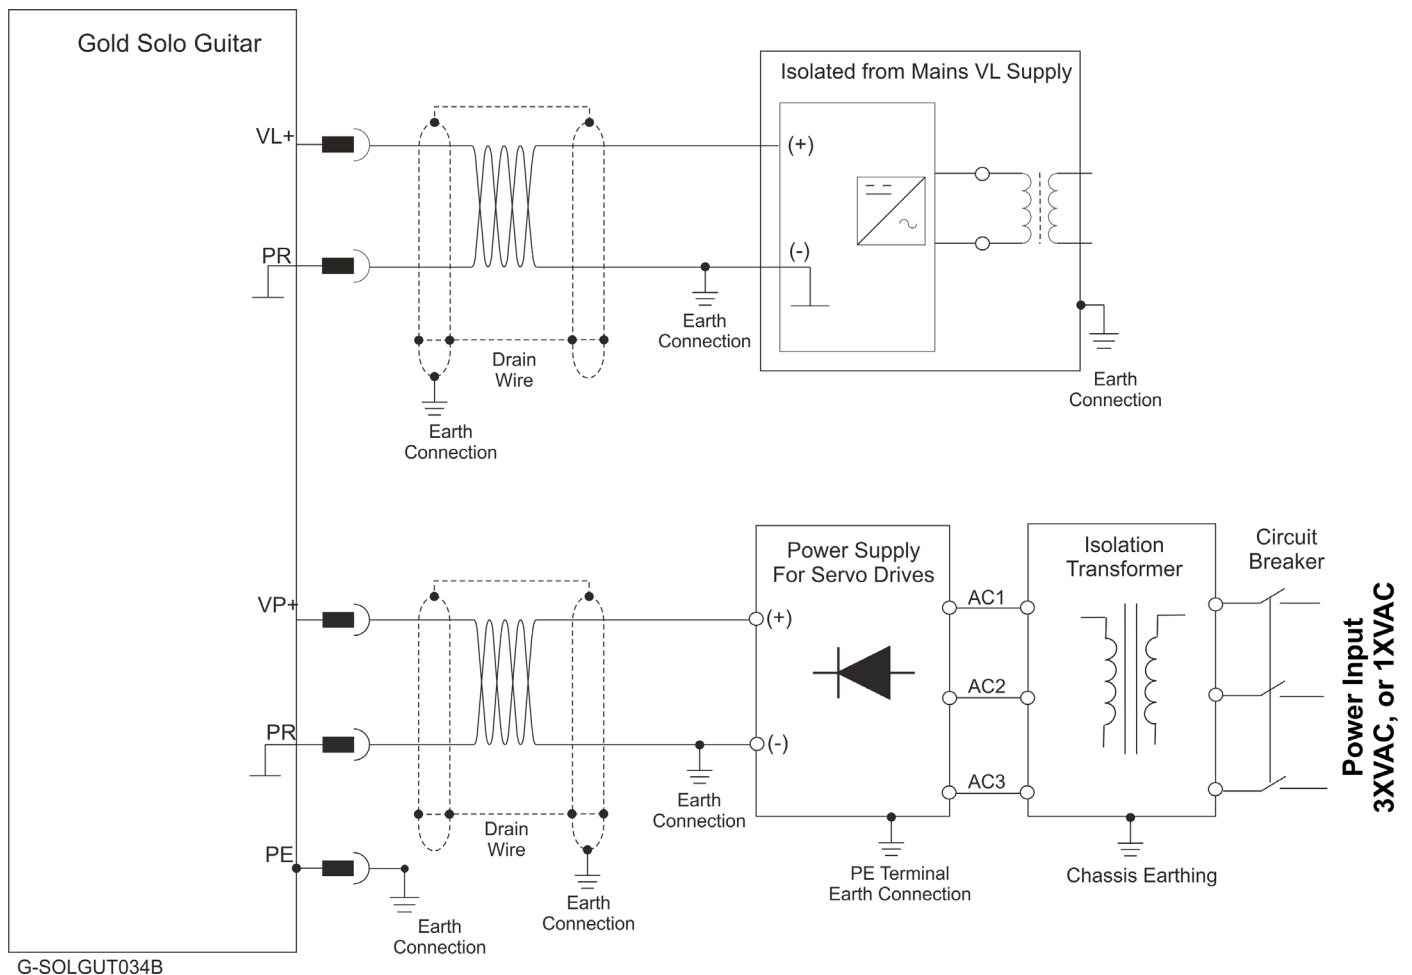 Gold Solo Guitar
Isolated from Mains VL Supply
VL+
(+)
PR
(-)
Earth
Connection
Drain
Wire
Earth
Connection
Earth
Connection
Power Supply
For Servo Drives
Isolation
Transformer
Circuit
Breaker
VP+
(+)
AC1
AC2
PR
(-)
AC3
Power Input
3XVAC, or 1XVAC
Earth
Connection
Drain
Wire
PE
PE Terminal
Earth Connection
Chassis Earthing
Earth
Connection
Earth
Connection
G-SOLGUT034B